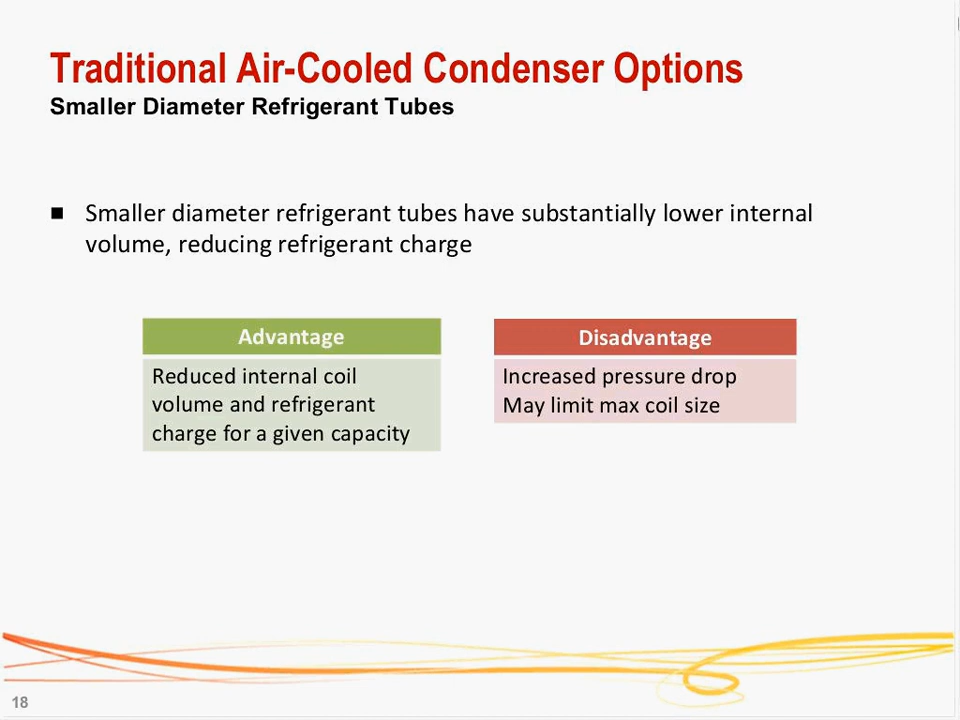 Traditional Air-Cooled Condenser Options
Smaller Diameter Refrigerant Tubes
■ Smaller diameter refrigerant tubes have substantially lower internal
volume, reducing refrigerant charge
Advantage
Reduced internal coil
volume and refrigerant
charge for a given capacity
Disadvantage
Increased pressure drop
May limit max coil size
18